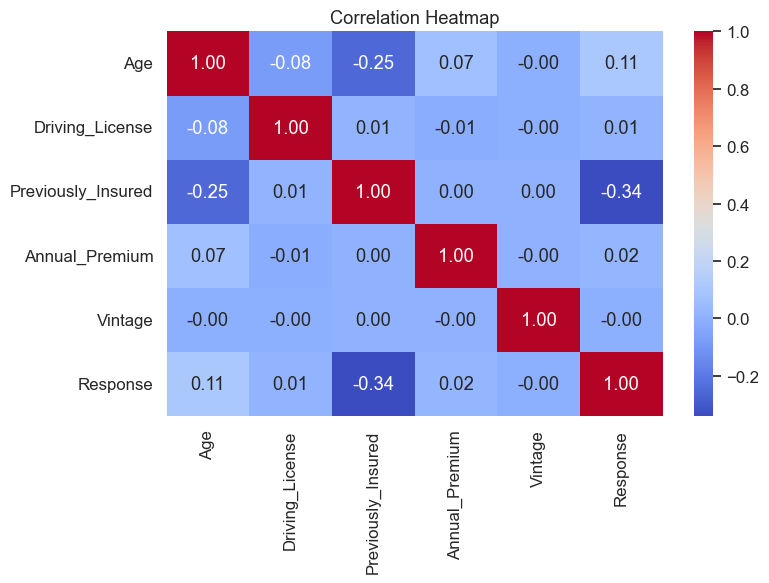 Correlation Heatmap
Age 1.00 -0.08 -0.25 0.07 -0.00 0.11
Driving_License -0.08 1.00 0.01 -0.01 -0.00 0.01
Previously_Insured -0.25 0.01 1.00 0.00 0.00 -0.34
Annual_Premium 0.07 -0.01 0.00 1.00 -0.00 0.02
Vintage -0.00 -0.00 0.00 -0.00 1.00 -0.00
Response 0.11 0.01 -0.34 0.02 -0.00 1.00
Age
Driving_License
Previously_Insured
Annual_Premium
Vintage
Response
1.0
0.8
0.6
0.4
0.2
0.0
−0.2